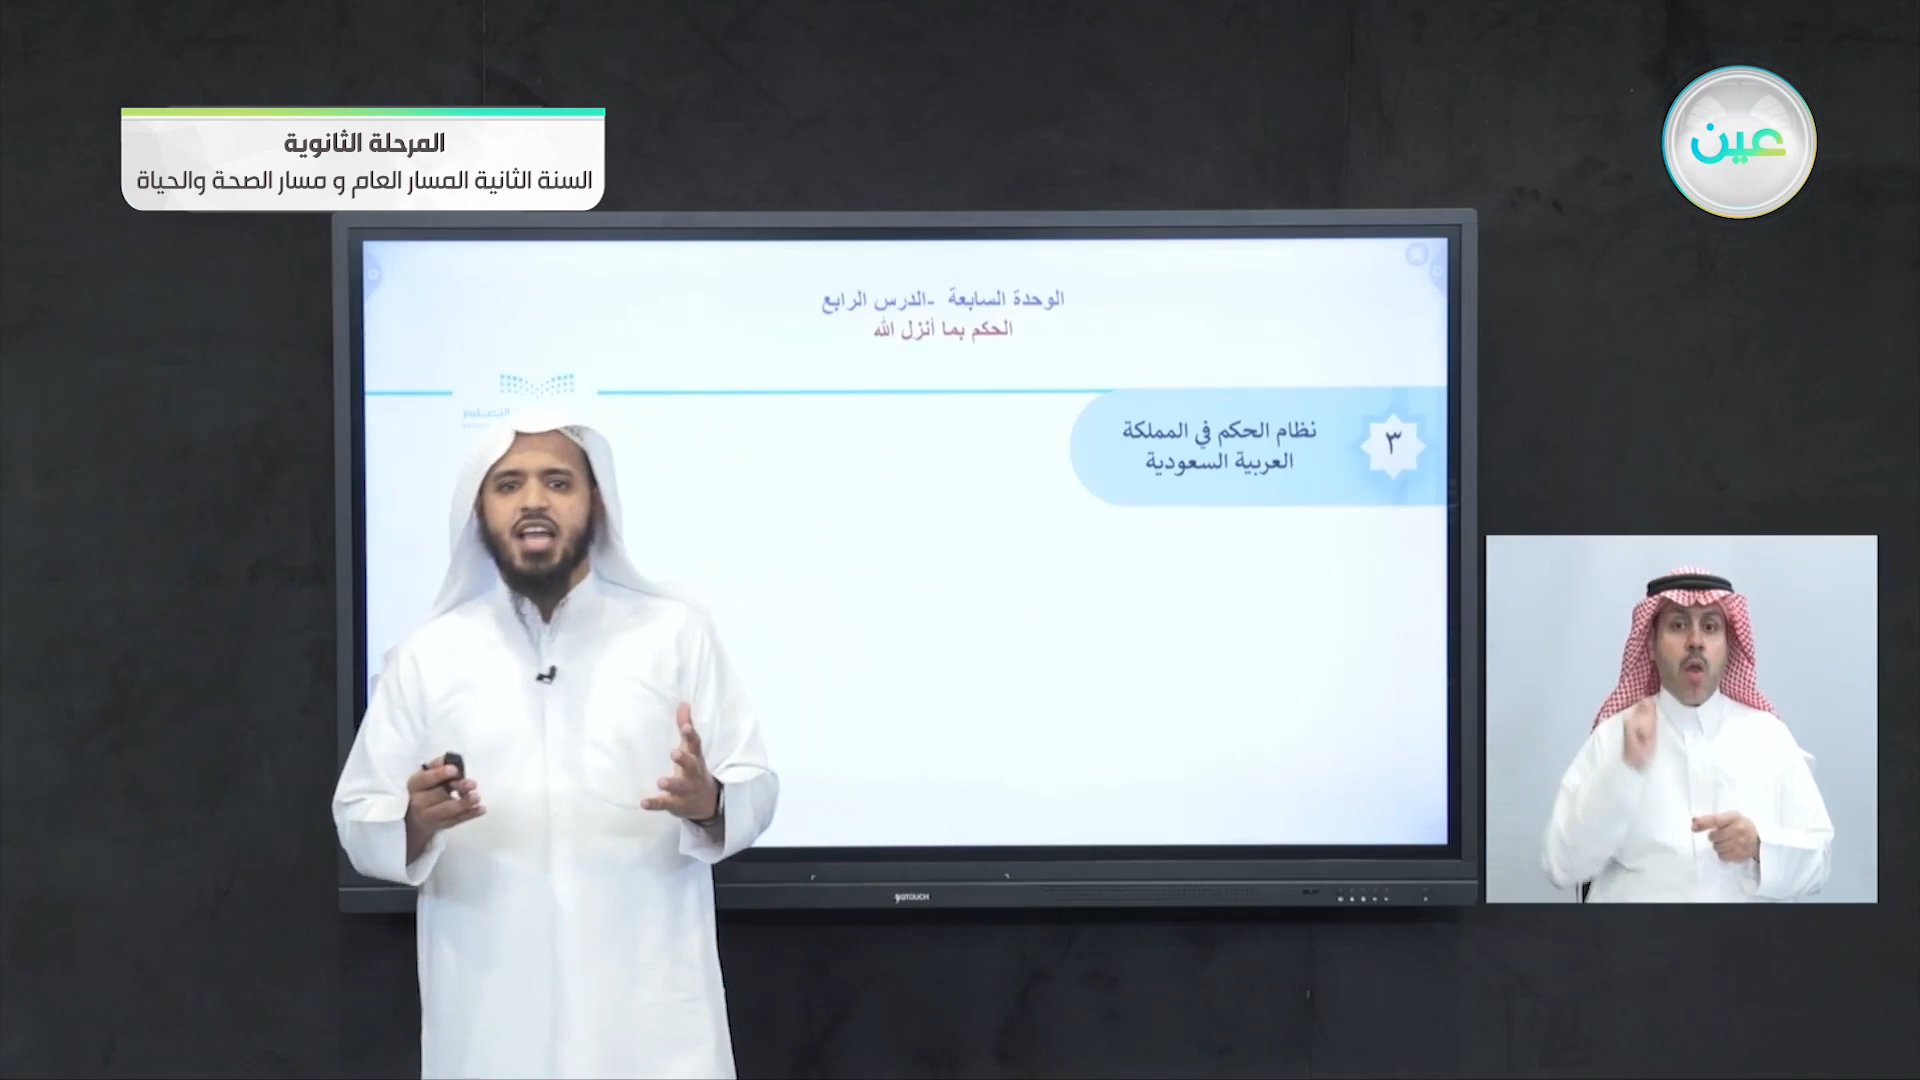 المرحلة الثانوية
السنة الثانية المسار العام و مسار الصحة والحياة
عين
الوحدة السابعة -الدرس الرابع
الحكم بما أنزل الله
التعليم
٣
نظام الحكم في المملكة
العربية السعودية